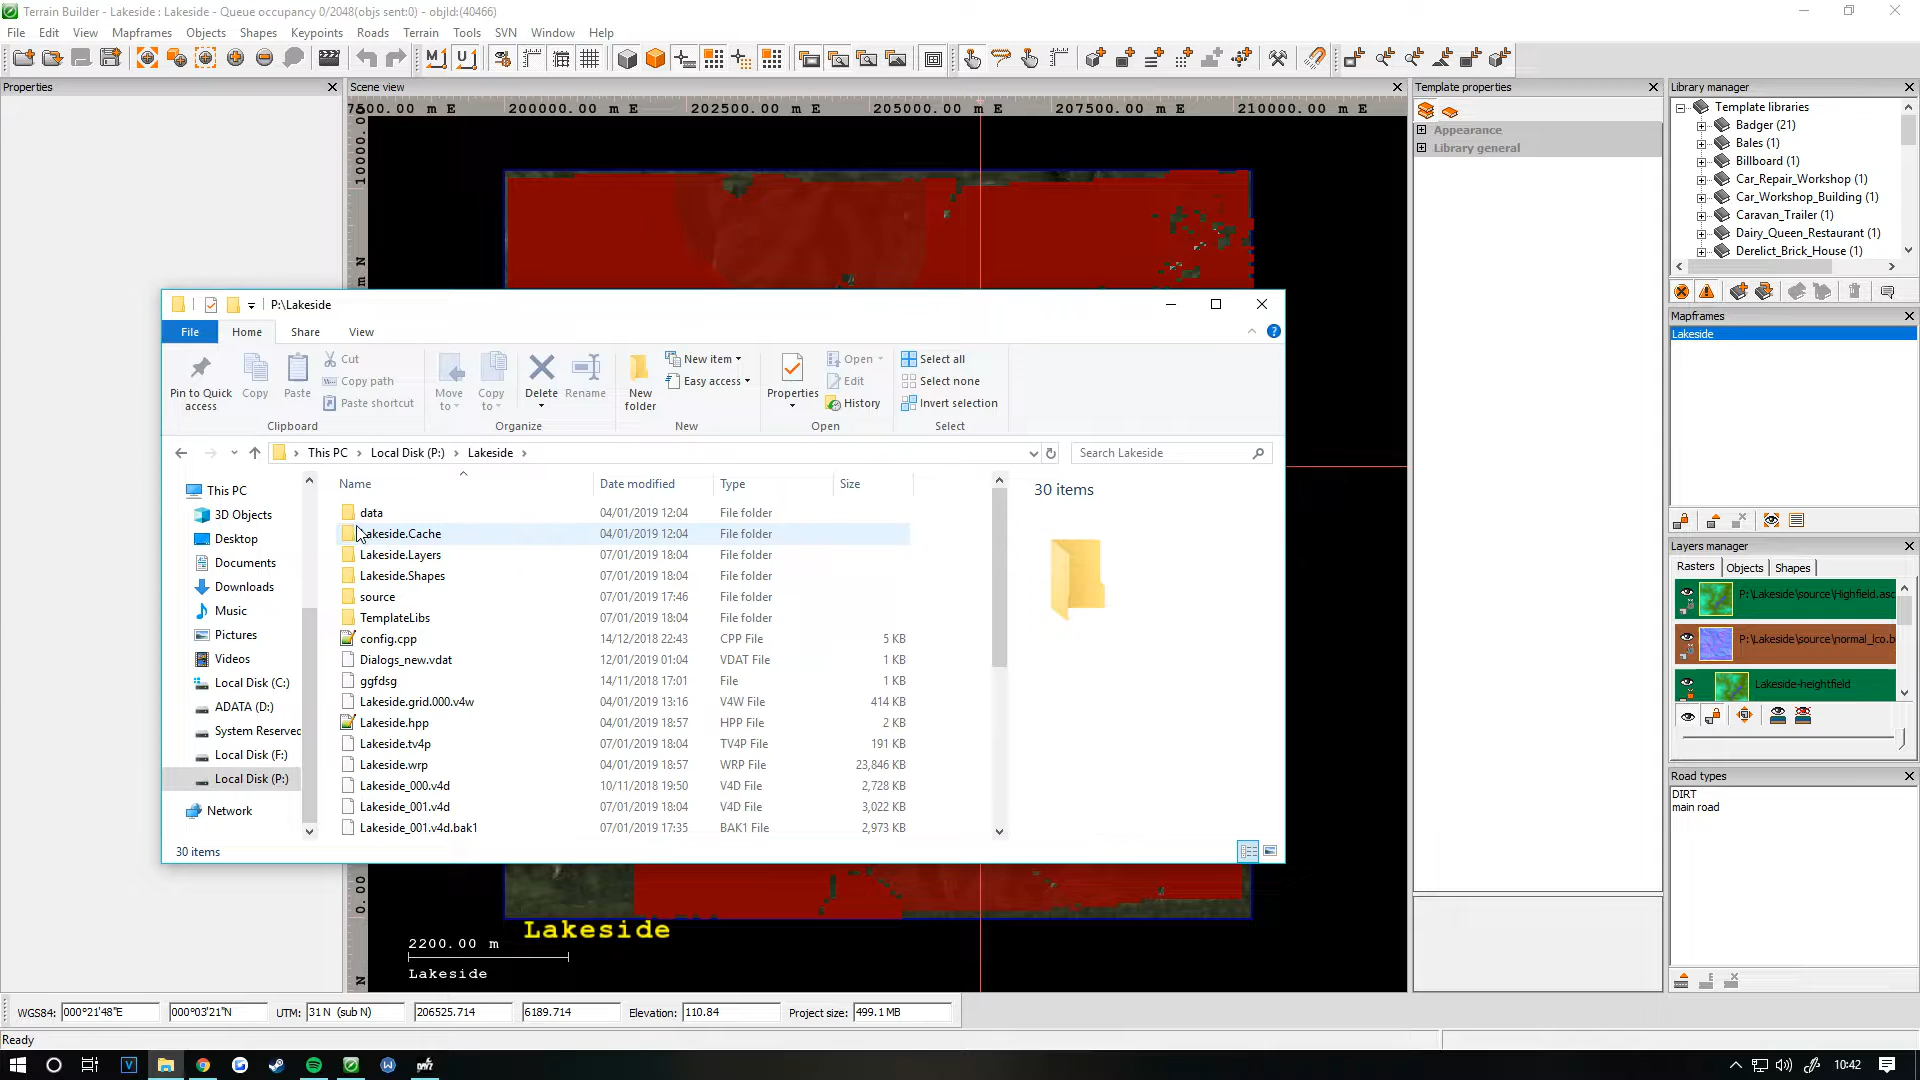 Terrain Builder - Lakeside : Lakeside - Queue occupancy 0/2048(objs sent:0) - objId:(40466)
File Edit View Mapframes Objects Shapes Keypoints Roads Terrain Tools SVN Window Help
Properties
Scene view
200000.00 m E 202500.00 m E 205000.00 m E 207500.00 m E 210000.00 m E
Template properties
Appearance
Library general
Library manager
Template libraries
Badger (21)
Bales (1)
Billboard (1)
Car_Repair_Workshop (1)
Car_Workshop_Building (1)
Caravan_Trailer (1)
Dairy_Queen_Restaurant (1)
Derelict_Brick_House (1)
Mapframes
Lakeside
Layers manager
Rasters Objects Shapes
P:\Lakeside\source\Highfield.asc
P:\Lakeside\source\normal_lco.b
Lakeside-heightfield
Road types
DIRT
main road
P:\Lakeside
File Home Share View
Pin to Quick access
Copy
Paste
Cut
Copy path
Paste shortcut
Clipboard
Move to
Copy to
Delete
Rename
Organize
New folder
New item
Easy access
New
Properties
Open
Edit
History
Open
Select all
Select none
Invert selection
Select
This PC > Local Disk (P:) > Lakeside >
Search Lakeside
This PC
3D Objects
Desktop
Documents
Downloads
Music
Pictures
Videos
Local Disk (C:)
ADATA (D:)
System Reserved
Local Disk (F:)
Local Disk (P:)
Network
Name Date modified Type Size
data 04/01/2019 12:04 File folder
Lakeside.Cache 04/01/2019 12:04 File folder
Lakeside.Layers 07/01/2019 18:04 File folder
Lakeside.Shapes 07/01/2019 18:04 File folder
source 07/01/2019 17:46 File folder
TemplateLibs 07/01/2019 18:04 File folder
config.cpp 14/12/2018 22:43 CPP File 5 KB
Dialogs_new.vdat 12/01/2019 01:04 VDAT File 1 KB
ggfdsg 14/11/2018 17:01 File 1 KB
Lakeside.grid.000.v4w 04/01/2019 13:16 V4W File 414 KB
Lakeside.hpp 04/01/2019 18:57 HPP File 2 KB
Lakeside.tv4p 07/01/2019 18:04 TV4P File 191 KB
Lakeside.wrp 04/01/2019 18:57 WRP File 23,846 KB
Lakeside_000.v4d 10/11/2018 19:50 V4D File 2,728 KB
Lakeside_001.v4d 07/01/2019 18:04 V4D File 3,022 KB
Lakeside_001.v4d.bak1 07/01/2019 17:35 BAK1 File 2,973 KB
30 items
30 items
Lakeside
2200.00 m
Lakeside
WGS84: 000°21'48"E 000°03'21"N UTM: 31 N (sub N) 206525.714 6189.714 Elevation: 110.84 Project size: 499.1 MB
Ready
10:42